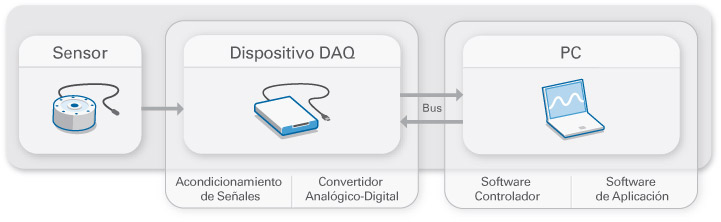 Sensor
Dispositivo DAQ
PC
Bus
Acondicionamiento
de Señales
Convertidor
Analógico-Digital
Software
Controlador
Software
de Aplicación